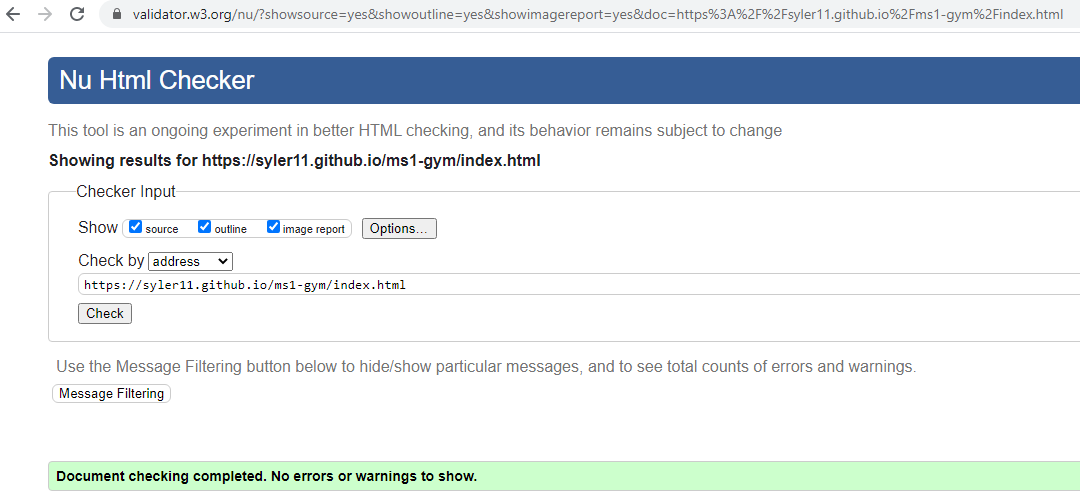 validator.w3.org/nu/?showsource=yes&showoutline=yes&showimagereport=yes&doc=https%3A%2F%2Fsyler11.github.io%2Fms1-gym%2Findex.html
Nu Html Checker
This tool is an ongoing experiment in better HTML checking, and its behavior remains subject to change
Showing results for https://syler11.github.io/ms1-gym/index.html
Checker Input
Show source outline image report Options...
Check by address
https://syler11.github.io/ms1-gym/index.html
Check
Use the Message Filtering button below to hide/show particular messages, and to see total counts of errors and warnings.
Message Filtering
Document checking completed. No errors or warnings to show.